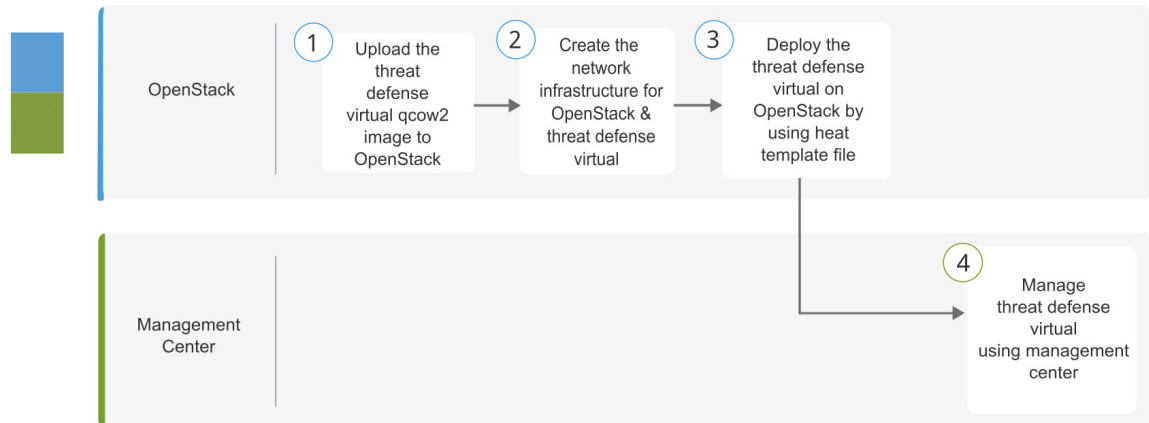 OpenStack
1
Upload the
threat
defense
virtual qcow2
image to
OpenStack
2
Create the
network
infrastructure for
OpenStack &
threat defense
virtual
3
Deploy the
threat defense
virtual on
OpenStack by
using heat
template file
Management
Center
4
Manage
threat defense
virtual
using management
center